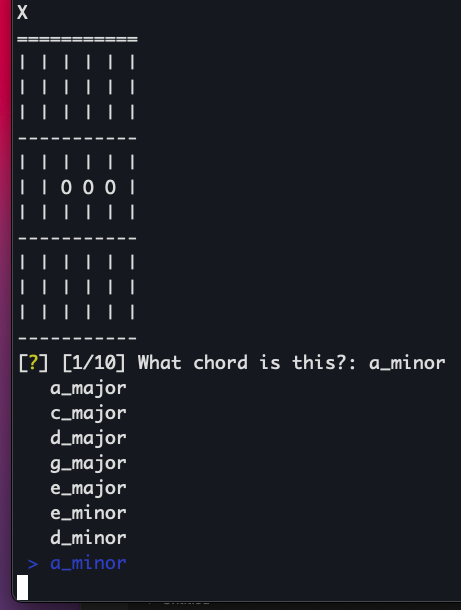 X
===========
| | | | | |
| | | | | |
| | | | | |
-----------
| | | | | |
| | O O O |
| | | | | |
-----------
| | | | | |
| | | | | |
| | | | | |
-----------
[?] [1/10] What chord is this?: a_minor
a_major
c_major
d_major
g_major
e_major
e_minor
d_minor
> a_minor